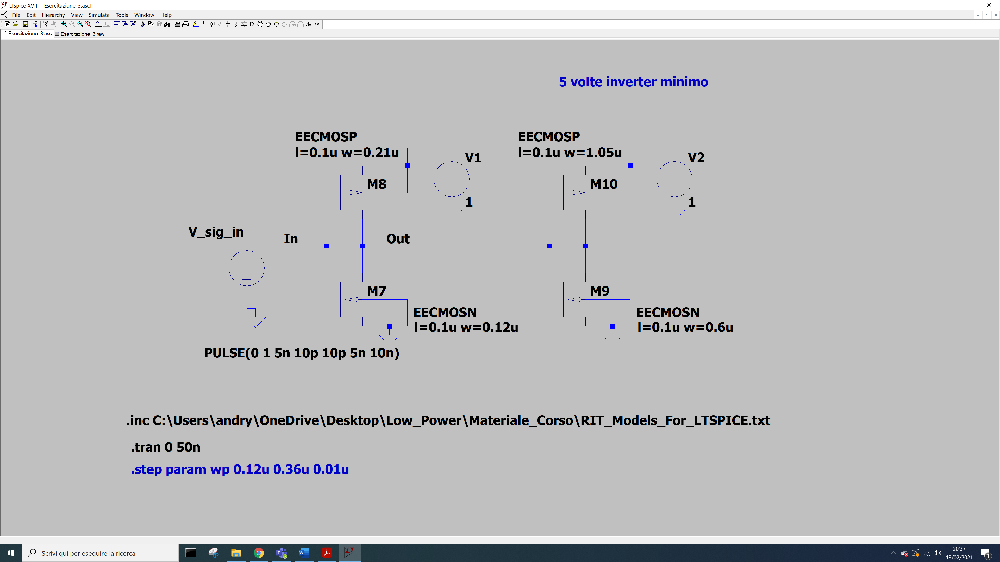 LTspice XVII - [Esercitazione_3.asc]
File Edit Hierarchy View Simulate Tools Window Help
Esercitazione_3.asc Esercitazione_3.raw
5 volte inverter minimo
EECMOSP
l=0.1u w=0.21u
V1
M8
1
EECMOSP
l=0.1u w=1.05u
V2
M10
1
V_sig_in
In
Out
M7
EECMOSN
l=0.1u w=0.12u
M9
EECMOSN
l=0.1u w=0.6u
PULSE(0 1 5n 10p 10p 5n 10n)
.inc C:\Users\andry\OneDrive\Desktop\Low_Power\Materiale_Corso\RIT_Models_For_LTSPICE.txt
.tran 0 50n
.step param wp 0.12u 0.36u 0.01u
Scrivi qui per eseguire la ricerca
20:37
13/02/2021
1